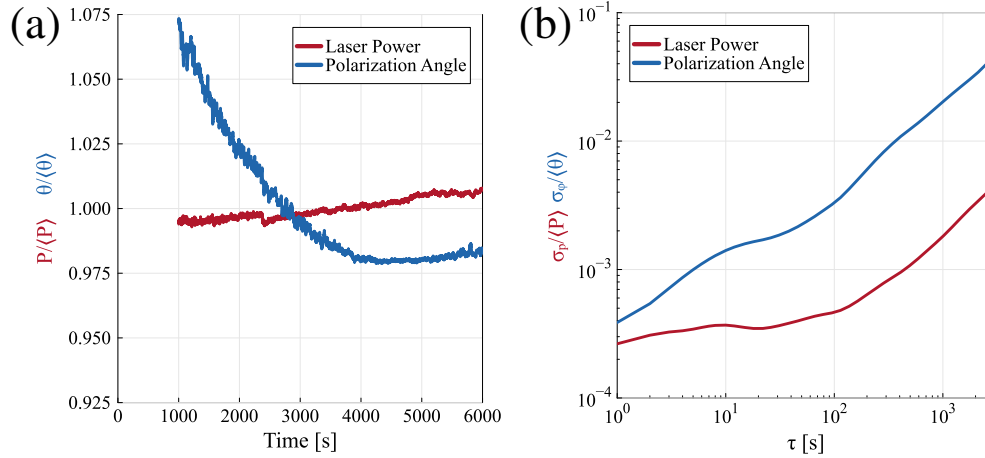 (a)
Laser Power
Polarization Angle
1.075
1.050
1.025
1.000
0.975
0.950
0.925
P/⟨P⟩ θ/⟨θ⟩
0 1000 2000 3000 4000 5000 6000
Time [s]
(b)
Laser Power
Polarization Angle
10⁻¹
10⁻²
10⁻³
10⁻⁴
σₚ/⟨P⟩ σᵩ/⟨θ⟩
10⁰ 10¹ 10² 10³
τ [s]